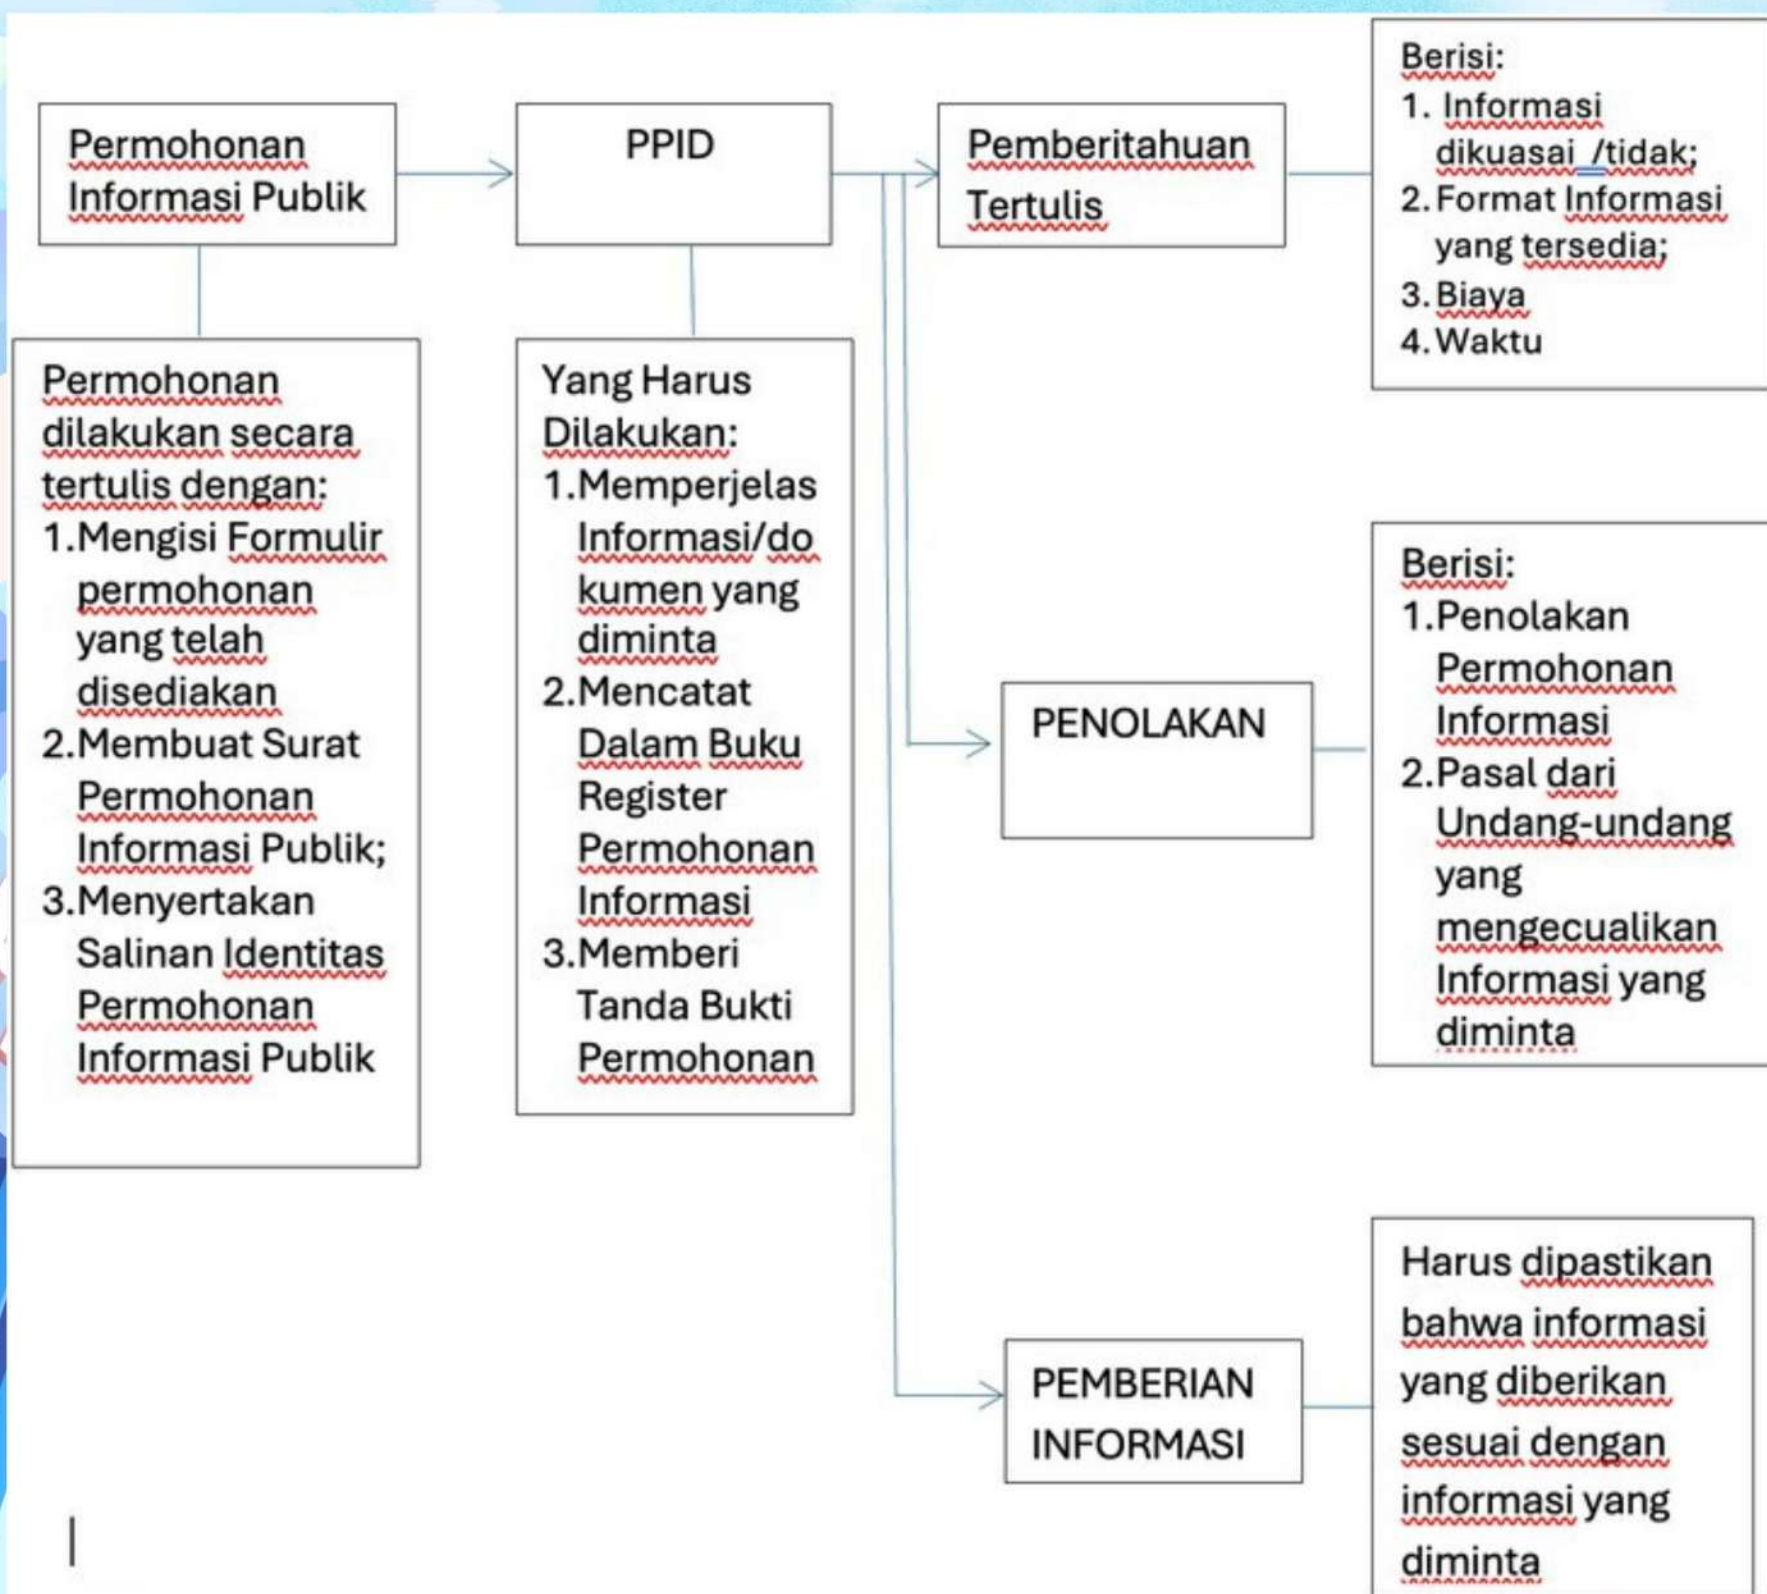 Permohonan
Informasi Publik
PPID
Pemberitahuan
Tertulis
Berisi:
1. Informasi
dikuasai /tidak;
2. Format Informasi
yang tersedia;
3. Biaya
4. Waktu
Permohonan
dilakukan secara
tertulis dengan:
1.Mengisi Formulir
permohonan
yang telah
disediakan
2.Membuat Surat
Permohonan
Informasi Publik;
3.Menyertakan
Salinan Identitas
Permohonan
Informasi Publik
Yang Harus
Dilakukan:
1.Memperjelas
Informasi/do
kumen yang
diminta
2.Mencatat
Dalam Buku
Register
Permohonan
Informasi
3.Memberi
Tanda Bukti
Permohonan
PENOLAKAN
Berisi:
1.Penolakan
Permohonan
Informasi
2.Pasal dari
Undang-undang
yang
mengecualikan
Informasi yang
diminta
PEMBERIAN
INFORMASI
Harus dipastikan
bahwa informasi
yang diberikan
sesuai dengan
informasi yang
diminta